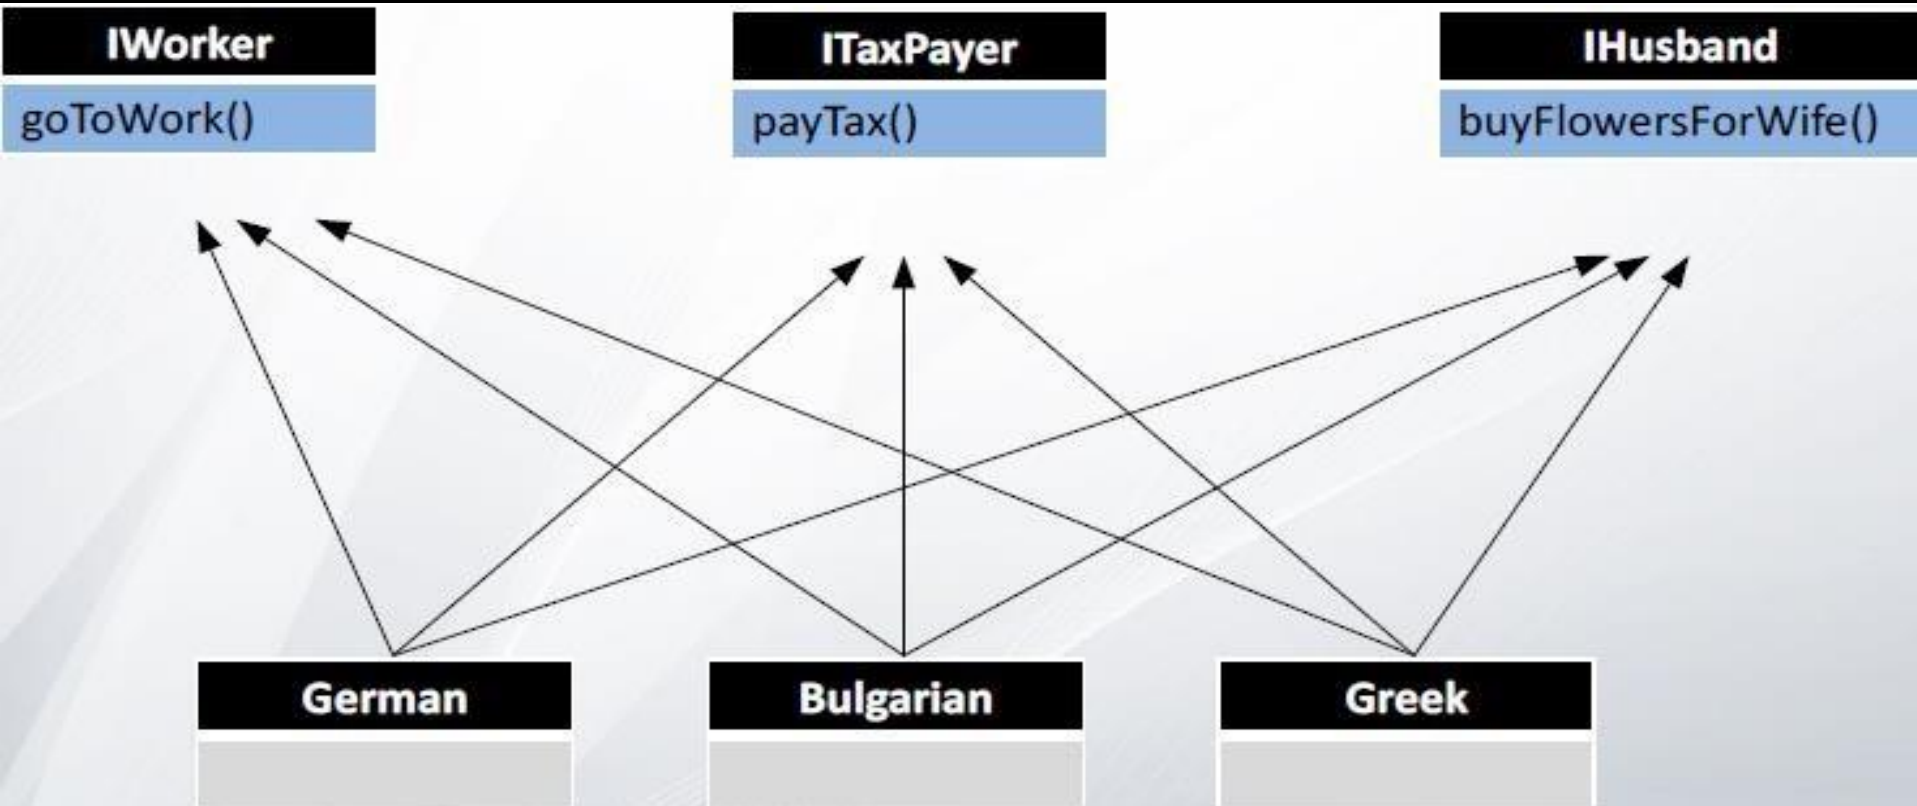 IWorker
ITaxPayer
IHusband
goToWork()
payTax()
buyFlowersForWife()
German
Bulgarian
Greek